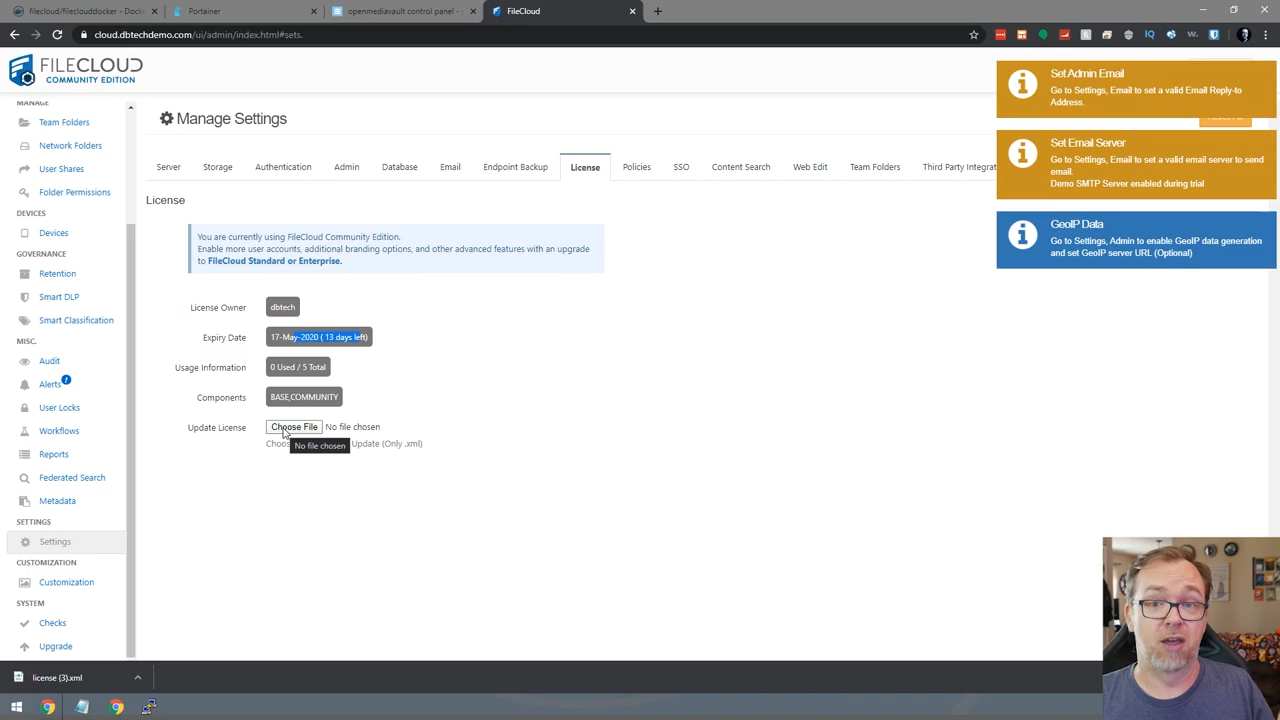 filecloud/fileclouddocker - Docke
Portainer
openmediavault control panel -
FileCloud
cloud.dbtechdemo.com/ui/admin/index.html#sets.
FILECLOUD
COMMUNITY EDITION
MANAGE
Team Folders
Network Folders
User Shares
Folder Permissions
DEVICES
Devices
GOVERNANCE
Retention
Smart DLP
Smart Classification
MISC.
Audit
Alerts
User Locks
Workflows
Reports
Federated Search
Metadata
SETTINGS
Settings
CUSTOMIZATION
Customization
SYSTEM
Checks
Upgrade
Manage Settings
Server Storage Authentication Admin Database Email Endpoint Backup License Policies SSO Content Search Web Edit Team Folders Third Party Integrat
License
You are currently using FileCloud Community Edition.
Enable more user accounts, additional branding options, and other advanced features with an upgrade
to FileCloud Standard or Enterprise.
License Owner dbtech
Expiry Date 17-May-2020 ( 13 days left)
Usage Information 0 Used / 5 Total
Components BASE,COMMUNITY
Update License Choose File No file chosen
Update (Only .xml)
No file chosen
Set Admin Email
Go to Settings, Email to set a valid Email Reply-to
Address.
Set Email Server
Go to Settings, Email to set a valid email server to send
email.
Demo SMTP Server enabled during trial
GeoIP Data
Go to Settings, Admin to enable GeoIP data generation
and set GeoIP server URL (Optional)
license (3).xml